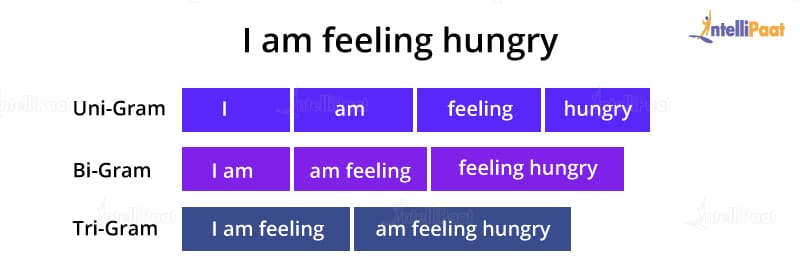 IntelliPaat
I am feeling hungry
Uni-Gram I am feeling hungry
Bi-Gram I am am feeling feeling hungry
Tri-Gram I am feeling am feeling hungry